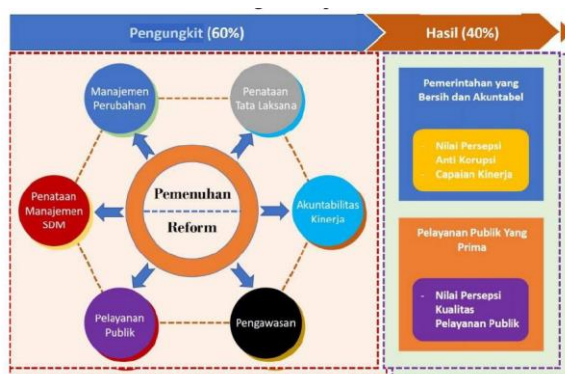 Pengungkit (60%)
Hasil (40%)
Manajemen
Perubahan
Penataan
Tata Laksana
Penataan
Manajemen
SDM
Pemenuhan
Reform
Akuntabilitas
Kinerja
Pelayanan
Publik
Pengawasan
Pemerintahan yang
Bersih dan Akuntabel
- Nilai Persepsi
Anti Korupsi
- Capaian Kinerja
Pelayanan Publik Yang
Prima
- Nilai Persepsi
Kualitas
Pelayanan Publik